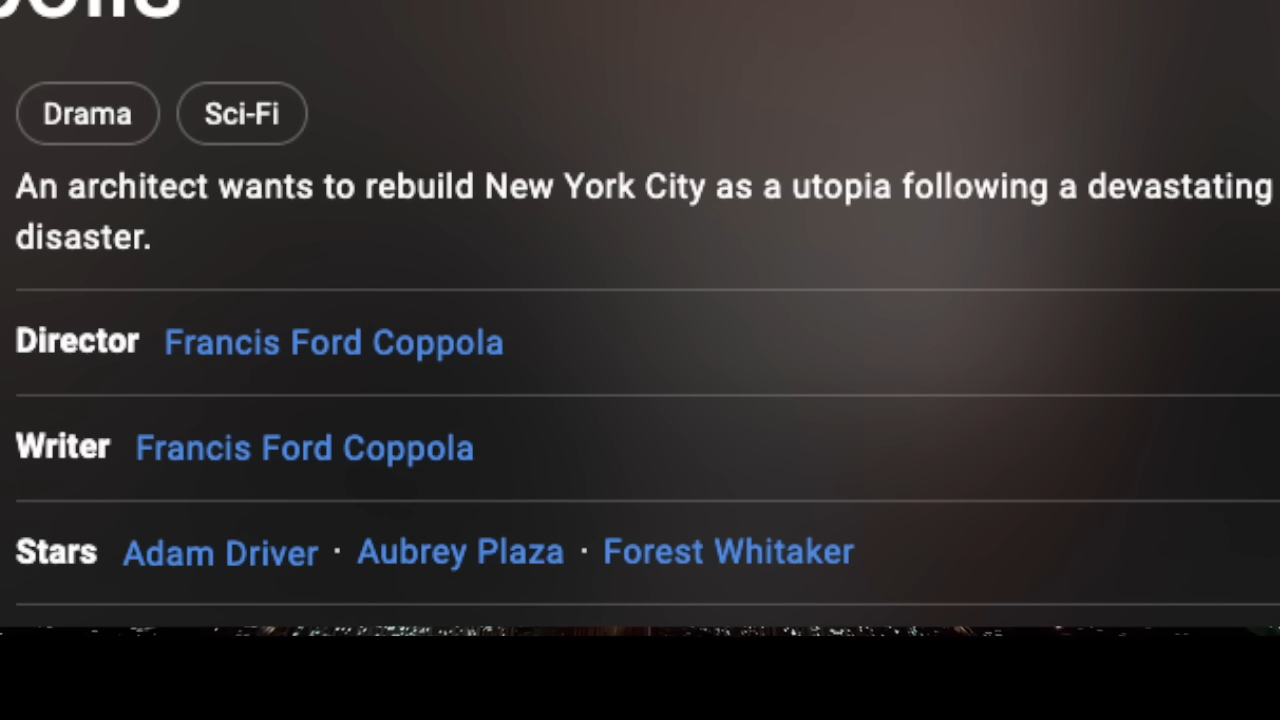 Drama Sci-Fi
An architect wants to rebuild New York City as a utopia following a devastating
disaster.
Director Francis Ford Coppola
Writer Francis Ford Coppola
Stars Adam Driver · Aubrey Plaza · Forest Whitaker